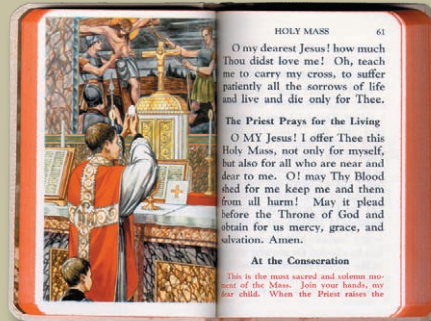 HOLY MASS 61
O my dearest Jesus! how much
Thou didst love me! Oh, teach
me to carry my cross, to suffer
patiently all the sorrows of life
and live and die only for Thee.
The Priest Prays for the Living
O MY Jesus! I offer Thee this
Holy Mass, not only for myself,
but also for all who are near and
dear to me. O! may Thy Blood
shed for me keep me and them
from all harm! May it plead
before the Throne of God and
obtain for us mercy, grace, and
salvation. Amen.
At the Consecration
This is the most sacred and solemn mo-
ment of the Mass. Join your hands, my
dear child. When the Priest raises the